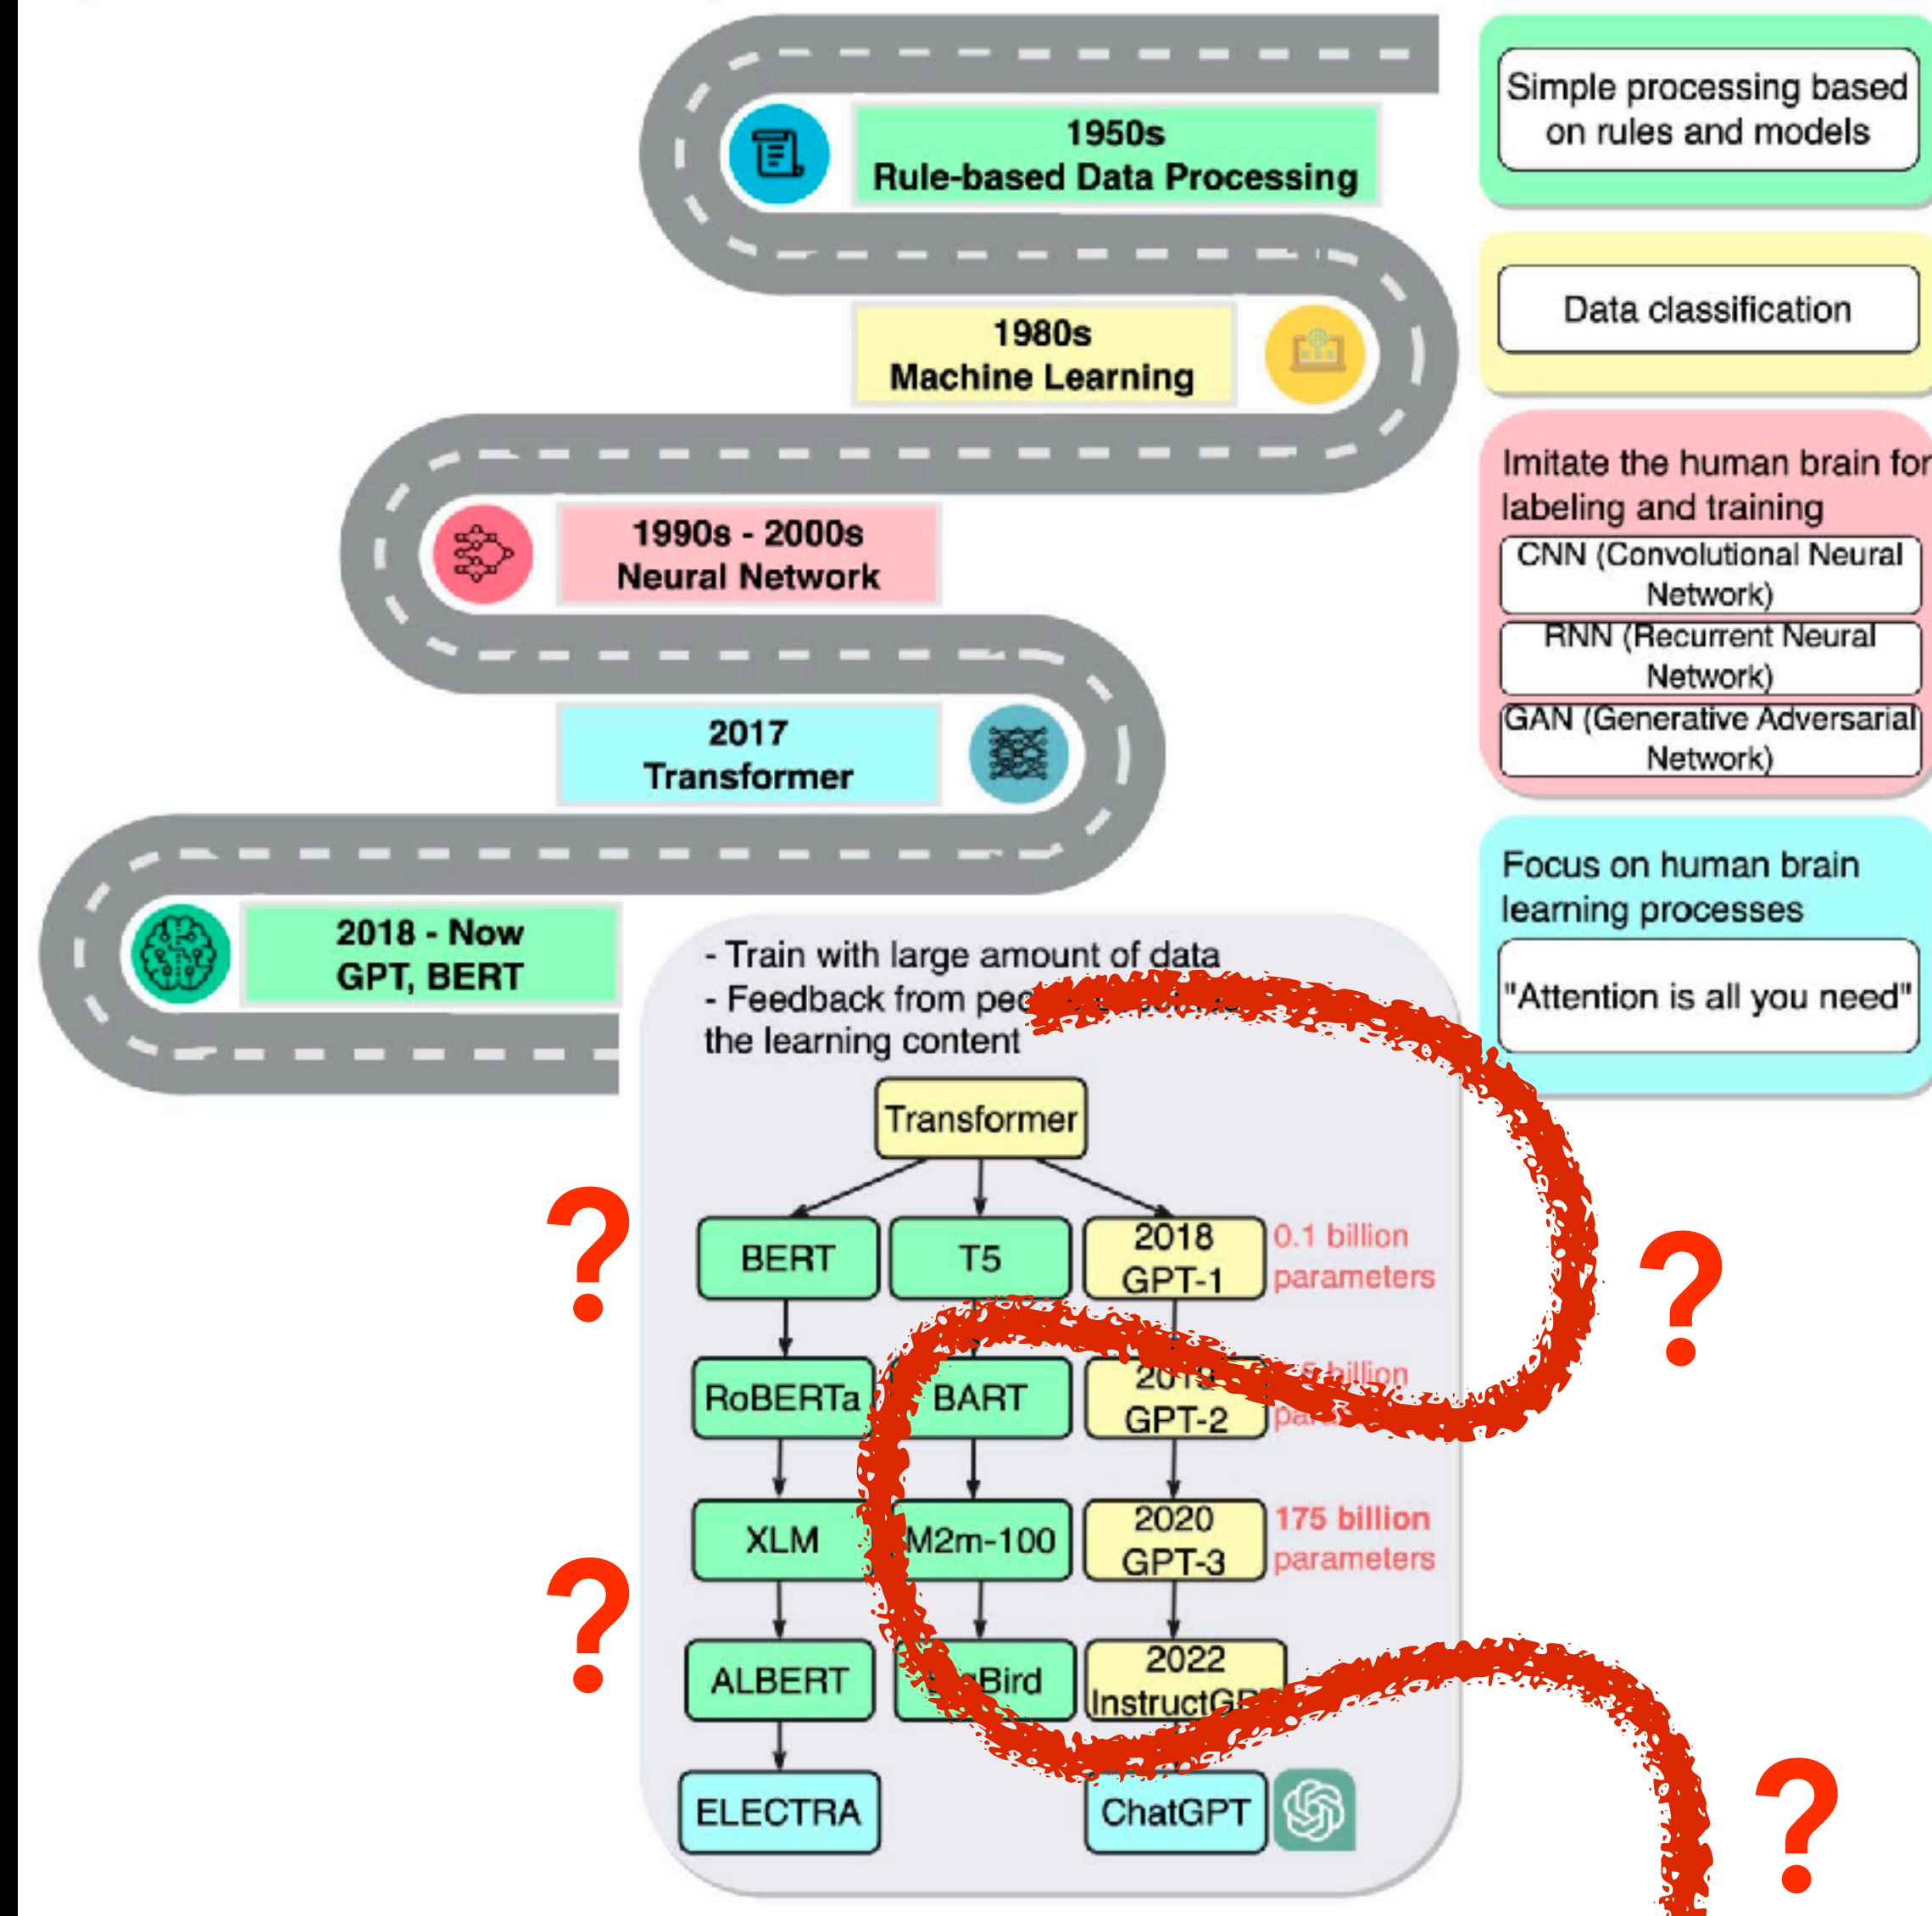 1950s
Rule-based Data Processing
Simple processing based
on rules and models
1980s
Machine Learning
Data classification
1990s - 2000s
Neural Network
Imitate the human brain for
labeling and training
CNN (Convolutional Neural
Network)
RNN (Recurrent Neural
Network)
GAN (Generative Adversarial
Network)
2017
Transformer
Focus on human brain
learning processes
"Attention is all you need"
2018 - Now
GPT, BERT
- Train with large amount of data
- Feedback from
the learning content
Transformer
?
BERT
T5
2018
GPT-1
0.1 billion
parameters
?
RoBERTa
BART
2019
GPT-2
billion
?
XLM
M2m-100
2020
GPT-3
175 billion
parameters
ALBERT
2022
ELECTRA
ChatGPT
?